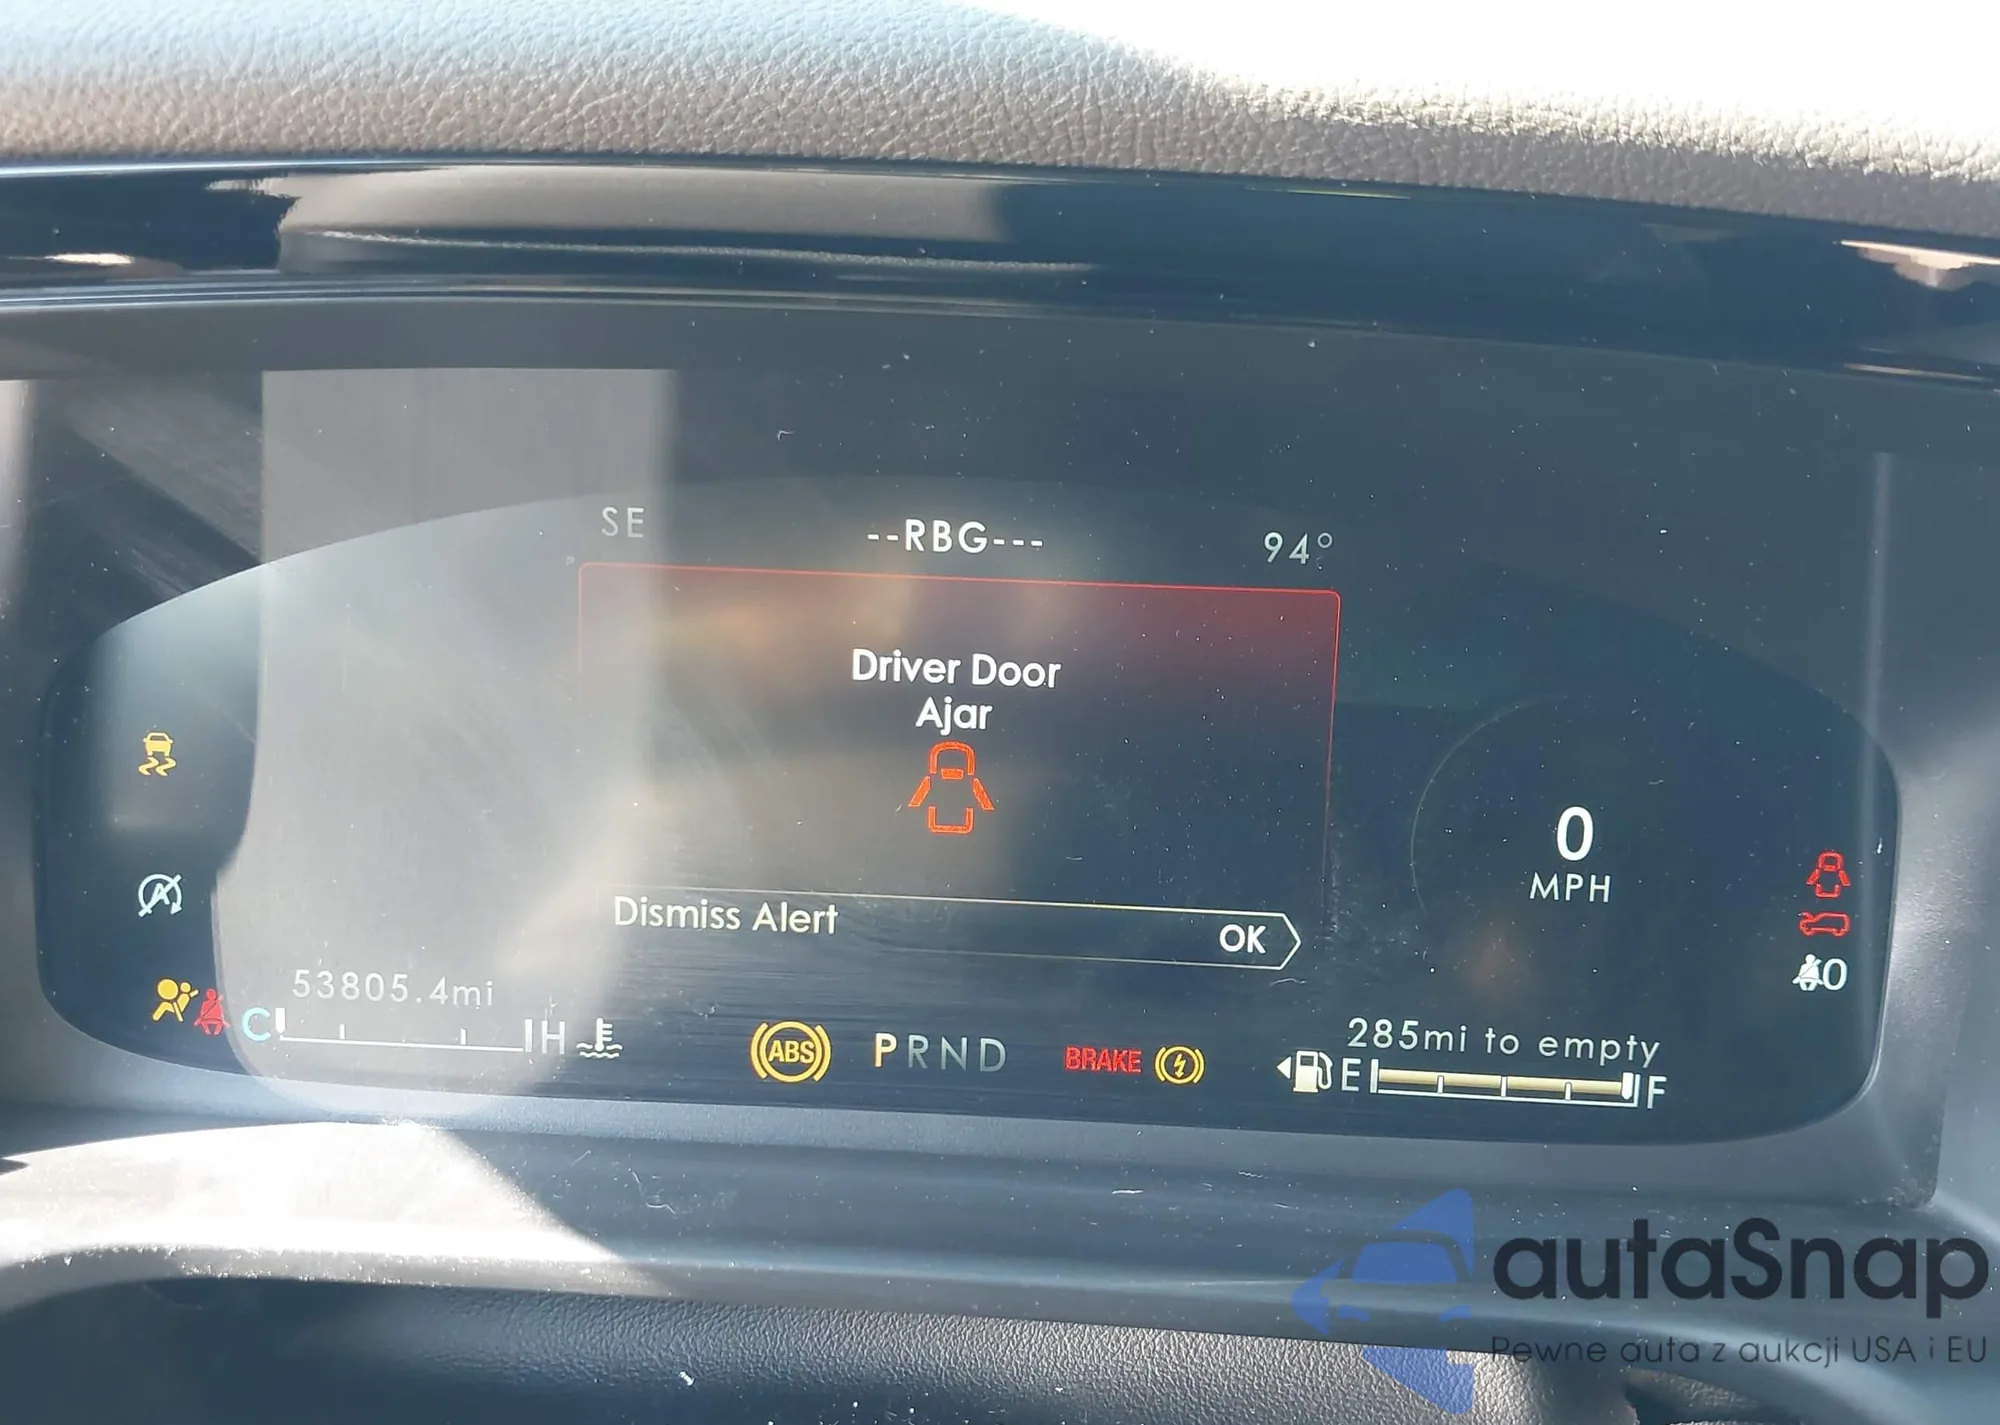 SE --RBG--- 94°
Driver Door
Ajar
0
MPH
Dismiss Alert OK
0
53805.4mi
285mi to empty
C H
ABS PRND BRAKE
E F
autaSnap
Pewne auta z aukcji USA i EU